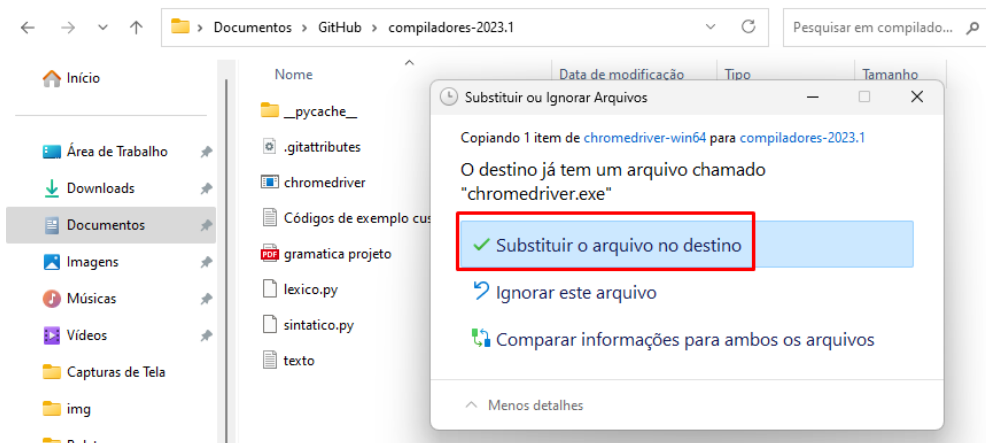 Documentos > GitHub > compiladores-2023.1
Pesquisar em compilado...
Início
Área de Trabalho
Downloads
Documentos
Imagens
Músicas
Vídeos
Capturas de Tela
img
Nome
Data de modificação
Tipo
Tamanho
__pycache__
.gitattributes
chromedriver
Códigos de exemplo cus
gramatica projeto
lexico.py
sintatico.py
texto
Substituir ou Ignorar Arquivos
Copiando 1 item de chromedriver-win64 para compiladores-2023.1
O destino já tem um arquivo chamado
"chromedriver.exe"
Substituir o arquivo no destino
Ignorar este arquivo
Comparar informações para ambos os arquivos
Menos detalhes